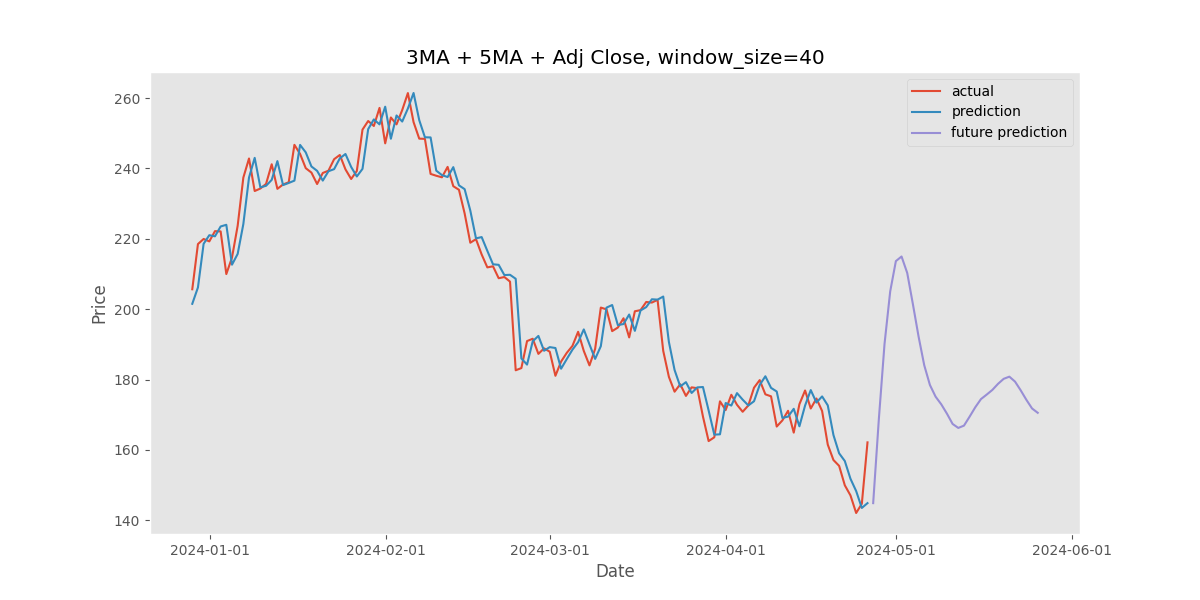 3MA + 5MA + Adj Close, window_size=40
actual
prediction
future prediction
260
240
220
200
180
160
140
Price
2024-01-01
2024-02-01
2024-03-01
2024-04-01
2024-05-01
2024-06-01
Date